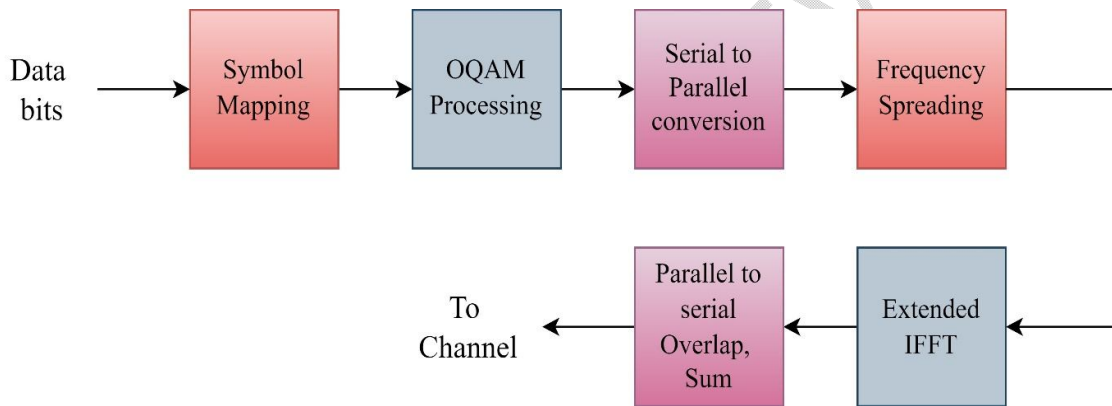 Data
bits
Symbol
Mapping
OQAM
Processing
Serial to
Parallel
conversion
Frequency
Spreading
To
Channel
Parallel to
serial
Overlap,
Sum
Extended
IFFT